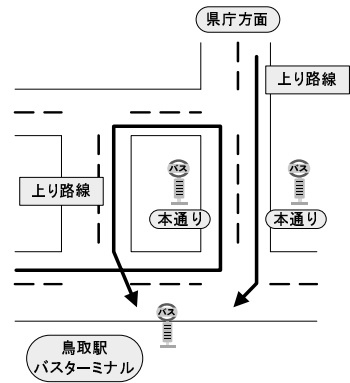 県庁方面
上り路線
バス
バス
上り路線
本通り
本通り
バス
鳥取駅
バスターミナル